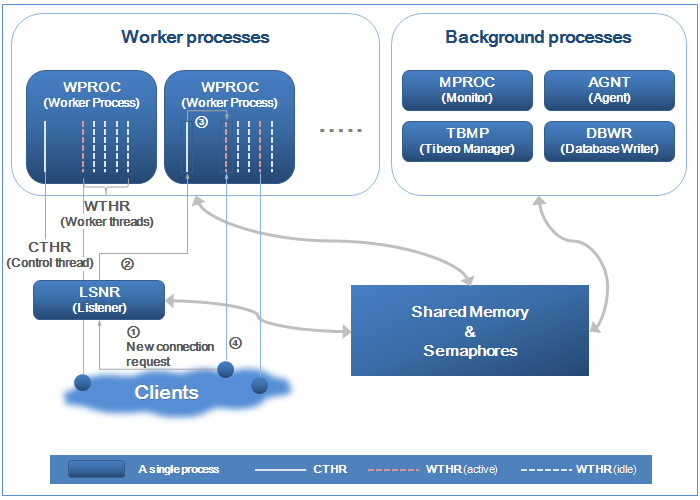 Worker processes
Background processes
WPROC
(Worker Process)
WPROC
(Worker Process)
MPROC
(Monitor)
AGNT
(Agent)
TBMP
(Tibero Manager)
DBWR
(Database Writer)
③
.....
WTHR
(Worker threads)
CTHR
(Control thread)
②
LSNR
(Listener)
①
New connection
request
④
Shared Memory
&
Semaphores
Clients
A single process
CTHR
WTHR(active)
WTHR(idle)